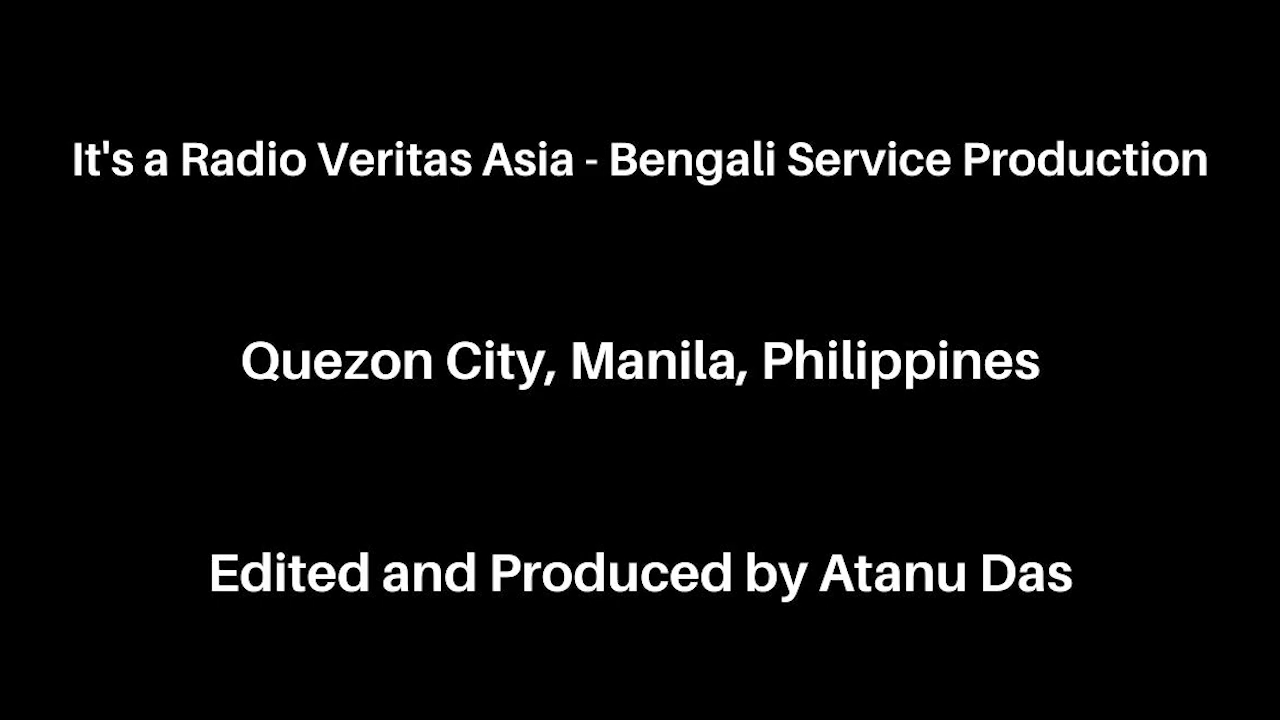 It's a Radio Veritas Asia - Bengali Service Production
Quezon City, Manila, Philippines
Edited and Produced by Atanu Das